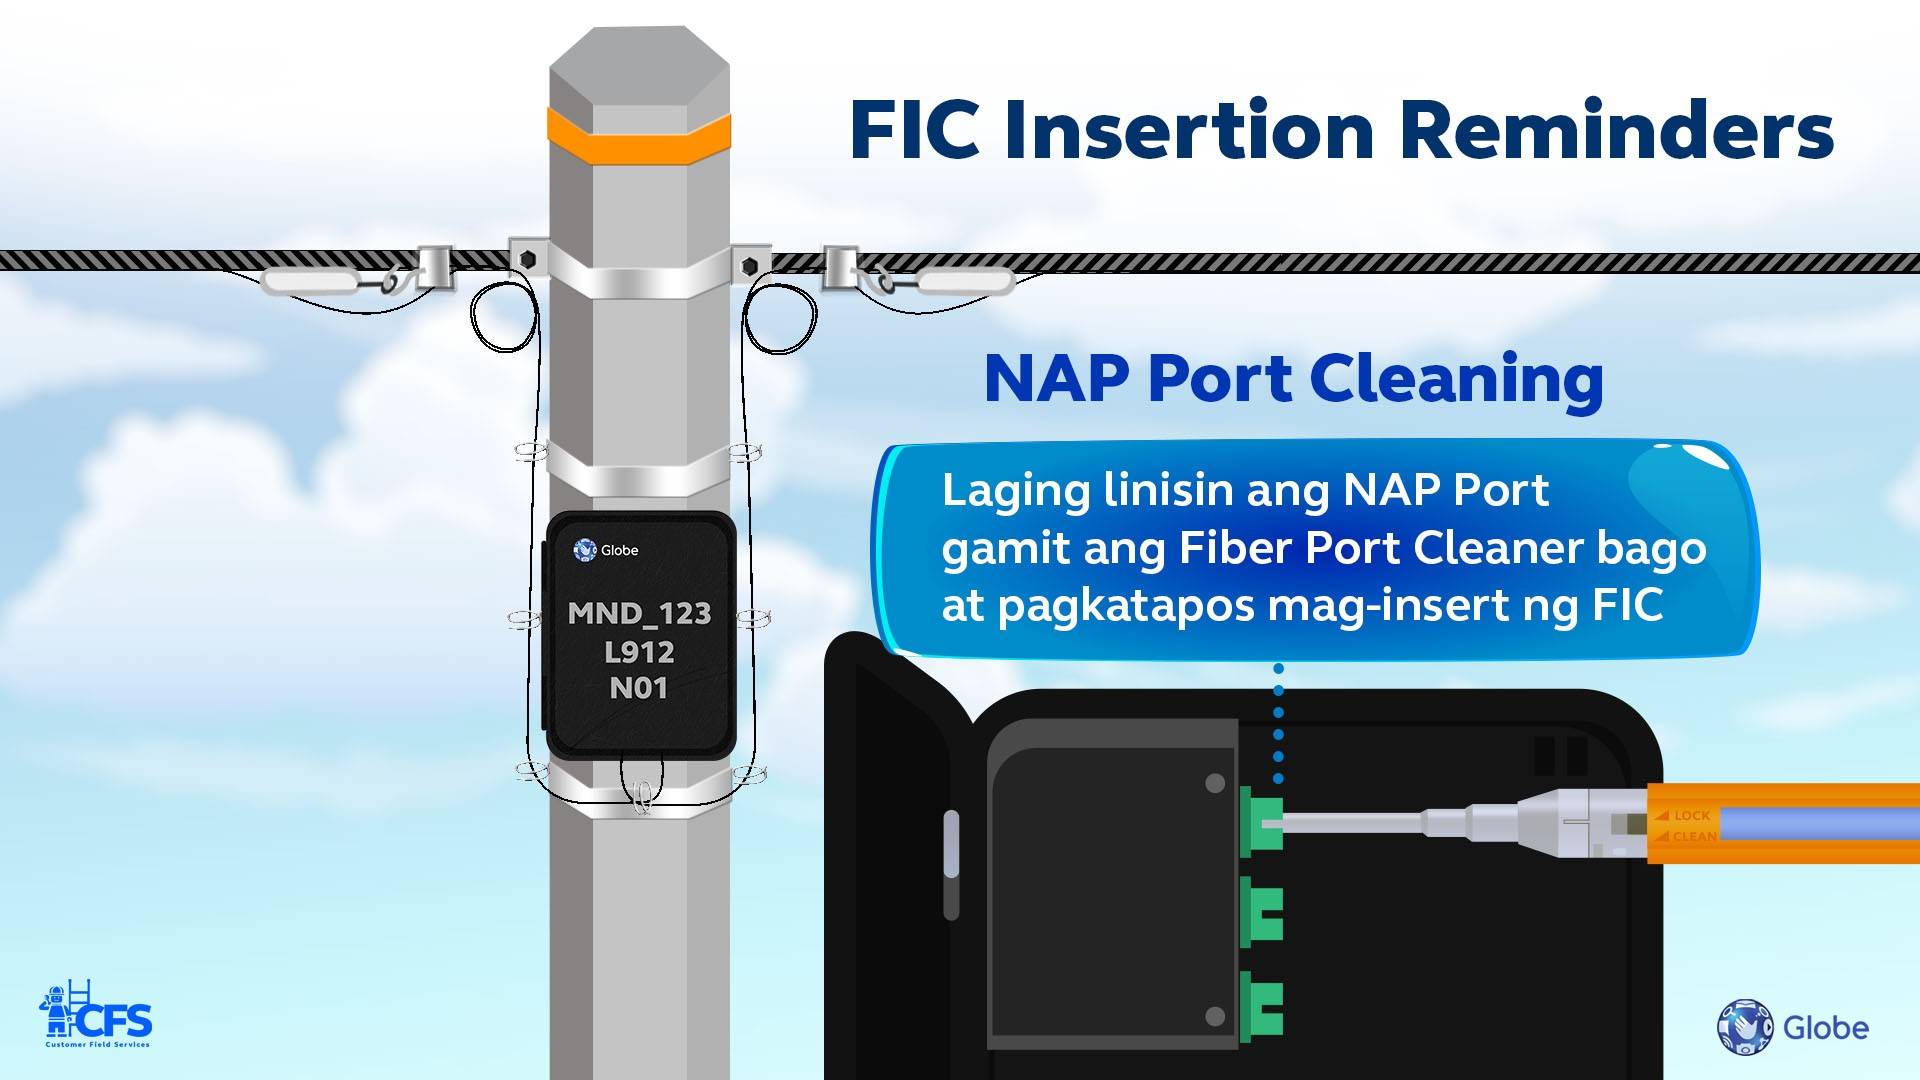 FIC Insertion Reminders
NAP Port Cleaning
Laging linisin ang NAP Port
gamit ang Fiber Port Cleaner bago
at pagkatapos mag-insert ng FIC
Globe
MND_123
L912
N01
LOCK
CLEAN
CFS
Customer Field Services
Globe